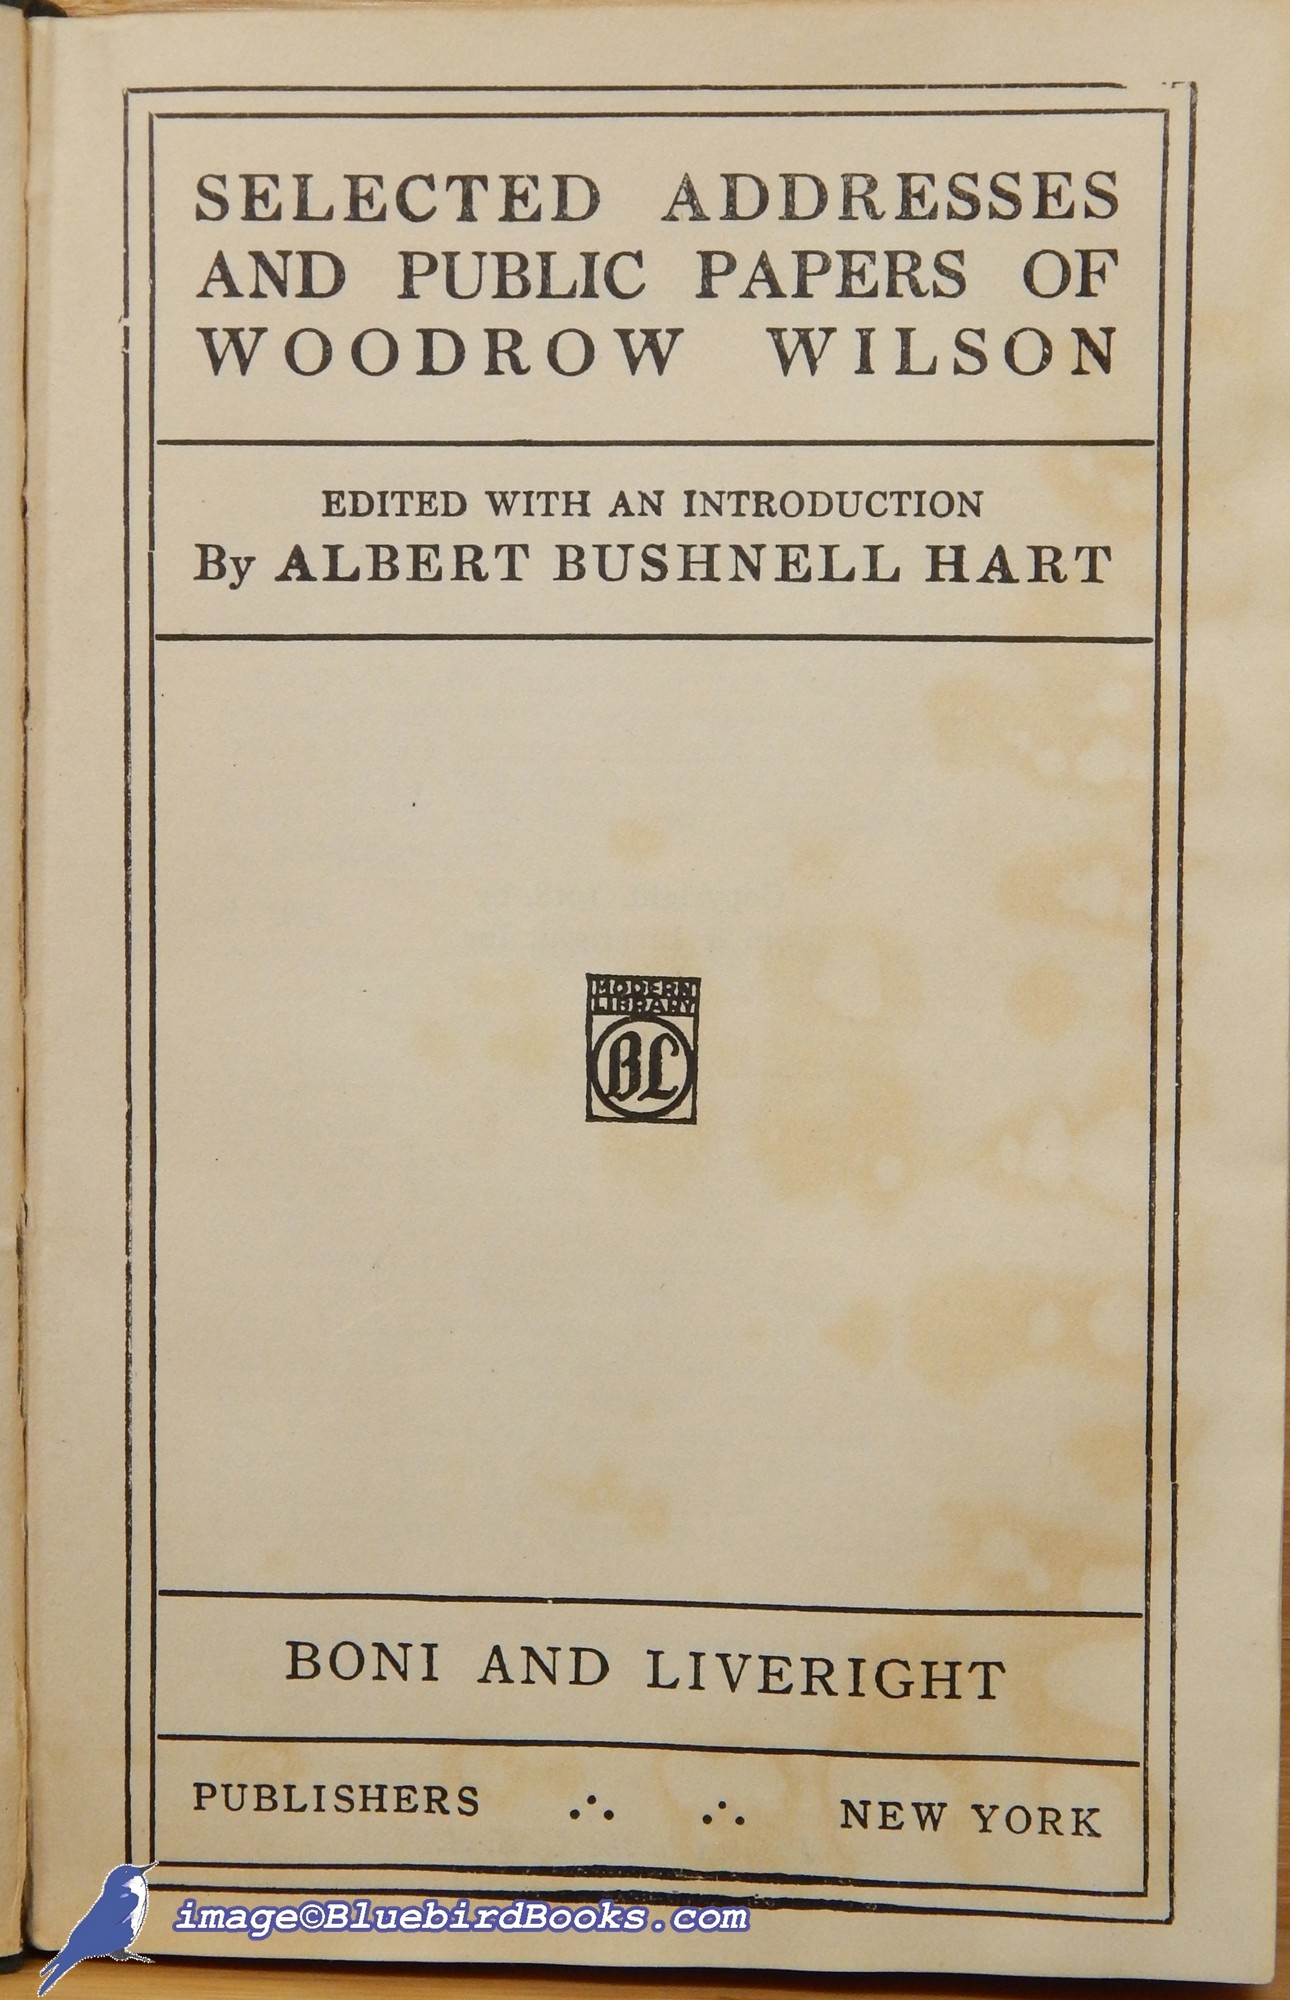 SELECTED ADDRESSES
AND PUBLIC PAPERS OF
WOODROW WILSON
EDITED WITH AN INTRODUCTION
By ALBERT BUSHNELL HART
MODERN
LIBRARY
BL
BONI AND LIVERIGHT
PUBLISHERS ∴ ∴ NEW YORK
image©BluebirdBooks.com